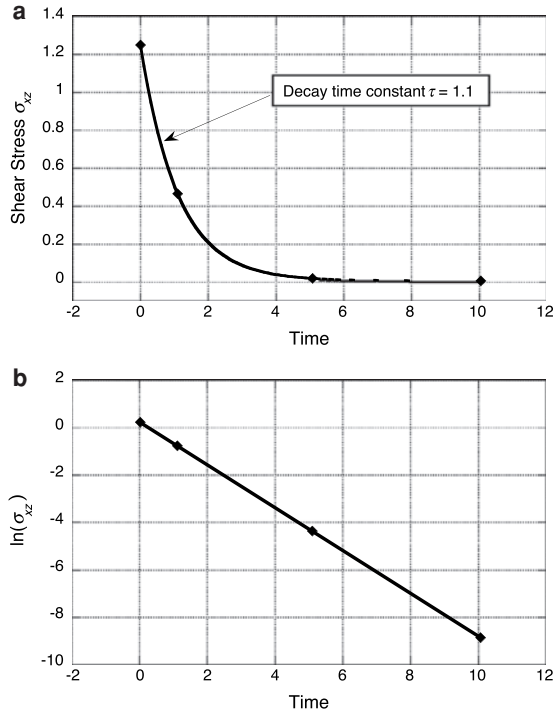 a
1.4
1.2
1
0.8
0.6
0.4
0.2
0
-2 0 2 4 6 8 10 12
Shear Stress σxz
Decay time constant τ = 1.1
Time
b
2
0
-2
-4
-6
-8
-10
-2 0 2 4 6 8 10 12
ln(σxz)
Time